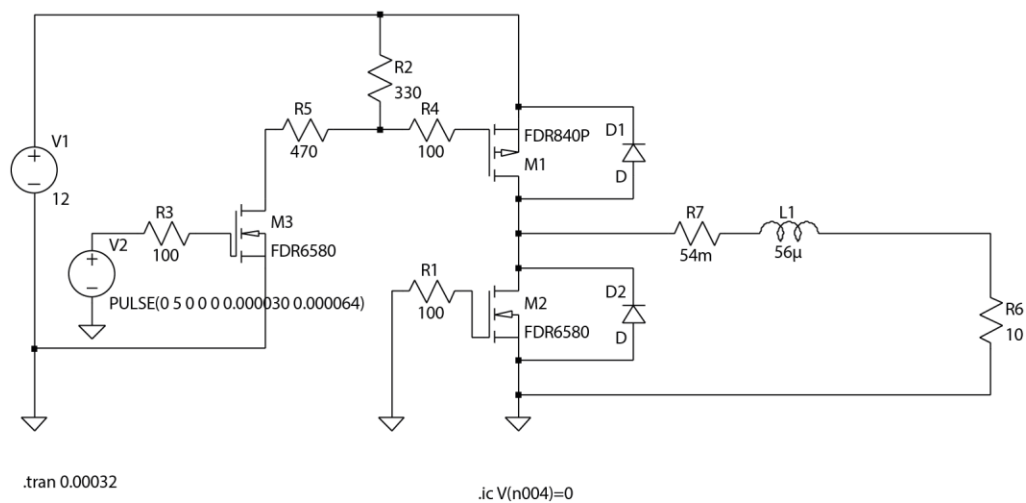 R2
330
R5
470
R4
100
FDR840P
M1
D1
D
V1
+
−
12
R3
100
M3
FDR6580
V2
+
−
PULSE(0 5 0 0 0 0.000030 0.000064)
R7
54m
L1
56µ
R1
100
M2
FDR6580
D2
D
R6
10
.tran 0.00032
.ic V(n004)=0